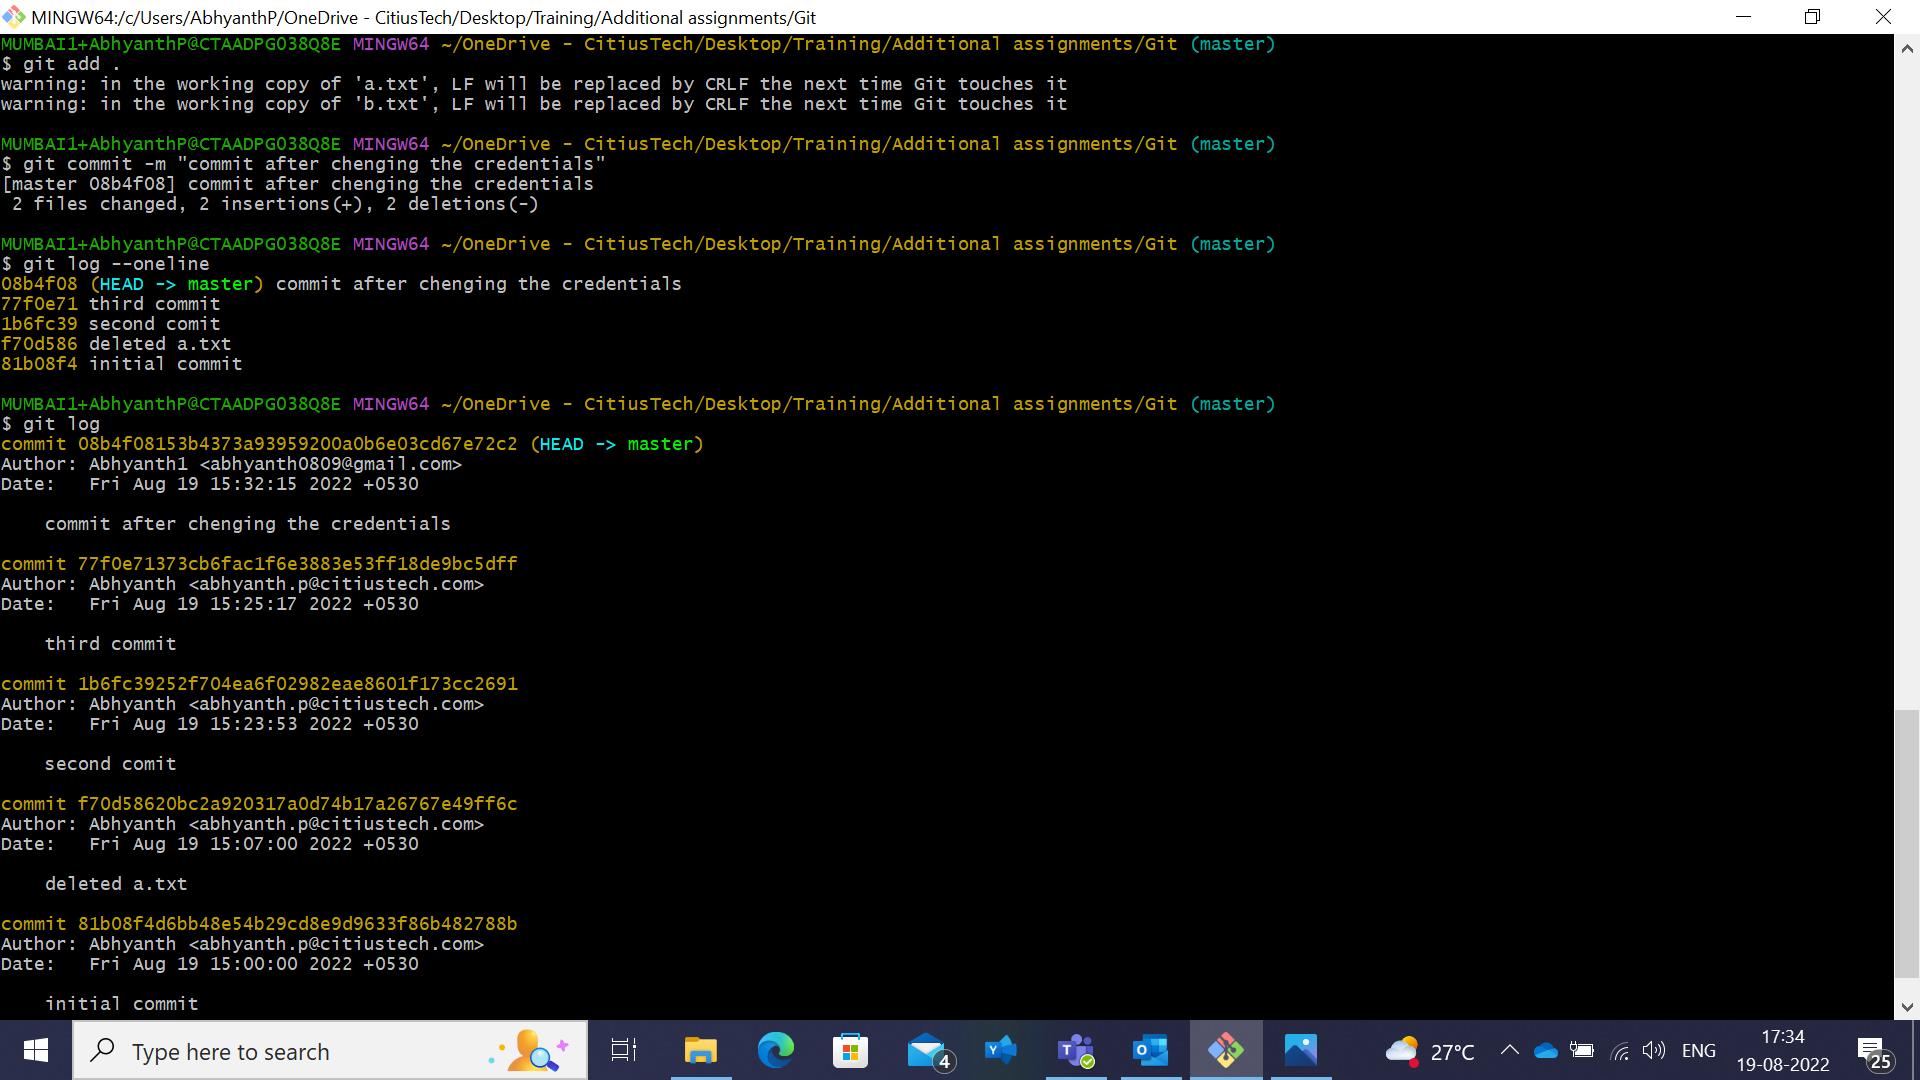 MINGW64:/c/Users/AbhyanthP/OneDrive - CitiusTech/Desktop/Training/Additional assignments/Git
MUMBAI1+AbhyanthP@CTAADPG038Q8E MINGW64 ~/OneDrive - CitiusTech/Desktop/Training/Additional assignments/Git (master)
$ git add .
warning: in the working copy of 'a.txt', LF will be replaced by CRLF the next time Git touches it
warning: in the working copy of 'b.txt', LF will be replaced by CRLF the next time Git touches it
MUMBAI1+AbhyanthP@CTAADPG038Q8E MINGW64 ~/OneDrive - CitiusTech/Desktop/Training/Additional assignments/Git (master)
$ git commit -m "commit after chenging the credentials"
[master 08b4f08] commit after chenging the credentials
 2 files changed, 2 insertions(+), 2 deletions(-)
MUMBAI1+AbhyanthP@CTAADPG038Q8E MINGW64 ~/OneDrive - CitiusTech/Desktop/Training/Additional assignments/Git (master)
$ git log --oneline
08b4f08 (HEAD -> master) commit after chenging the credentials
77f0e71 third commit
1b6fc39 second comit
f70d586 deleted a.txt
81b08f4 initial commit
MUMBAI1+AbhyanthP@CTAADPG038Q8E MINGW64 ~/OneDrive - CitiusTech/Desktop/Training/Additional assignments/Git (master)
$ git log
commit 08b4f08153b4373a93959200a0b6e03cd67e72c2 (HEAD -> master)
Author: Abhyanth1 <abhyanth0809@gmail.com>
Date:   Fri Aug 19 15:32:15 2022 +0530
    commit after chenging the credentials
commit 77f0e71373cb6fac1f6e3883e53ff18de9bc5dff
Author: Abhyanth <abhyanth.p@citiustech.com>
Date:   Fri Aug 19 15:25:17 2022 +0530
    third commit
commit 1b6fc39252f704ea6f02982eae8601f173cc2691
Author: Abhyanth <abhyanth.p@citiustech.com>
Date:   Fri Aug 19 15:23:53 2022 +0530
    second comit
commit f70d58620bc2a920317a0d74b17a26767e49ff6c
Author: Abhyanth <abhyanth.p@citiustech.com>
Date:   Fri Aug 19 15:07:00 2022 +0530
    deleted a.txt
commit 81b08f4d6bb48e54b29cd8e9d9633f86b482788b
Author: Abhyanth <abhyanth.p@citiustech.com>
Date:   Fri Aug 19 15:00:00 2022 +0530
    initial commit
Type here to search
4
27°C
ENG
17:34
19-08-2022
25